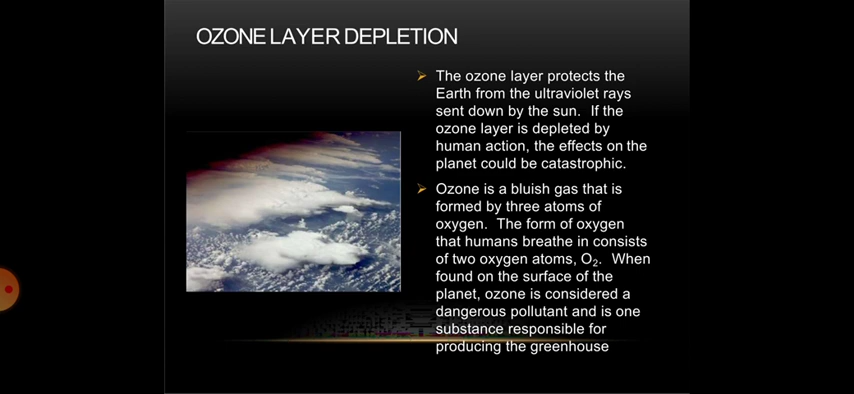 OZONE LAYER DEPLETION
The ozone layer protects the
Earth from the ultraviolet rays
sent down by the sun. If the
ozone layer is depleted by
human action, the effects on the
planet could be catastrophic.
Ozone is a bluish gas that is
formed by three atoms of
oxygen. The form of oxygen
that humans breathe in consists
of two oxygen atoms, O₂. When
found on the surface of the
planet, ozone is considered a
dangerous pollutant and is one
substance responsible for
producing the greenhouse